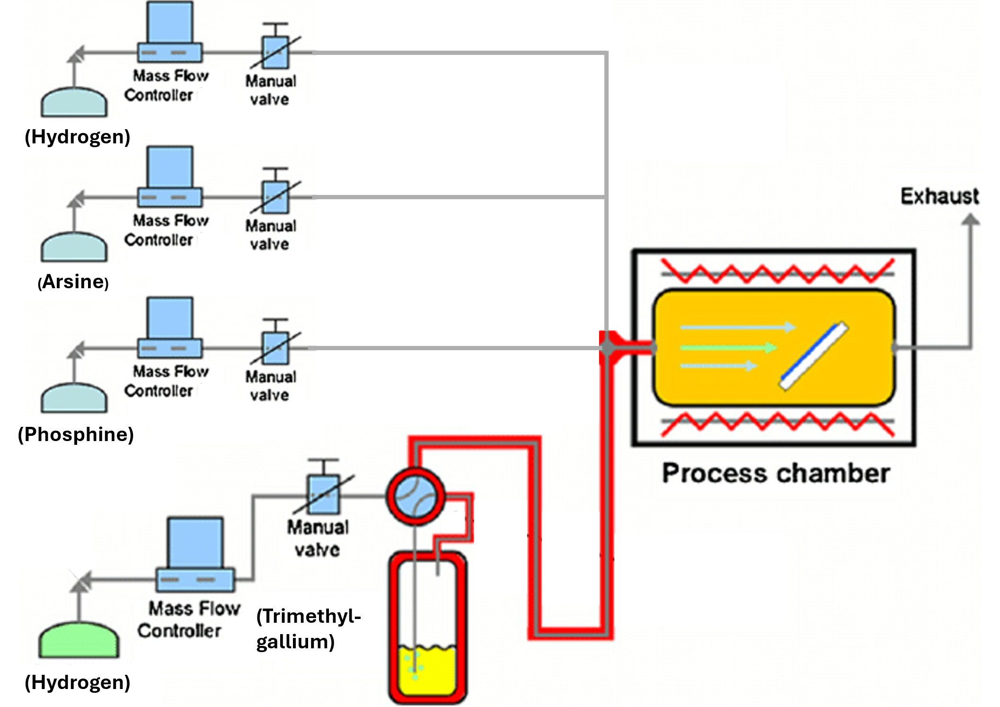 Mass Flow
Controller
Manual
valve
(Hydrogen)
Mass Flow
Controller
Manual
valve
(Arsine)
Exhaust
Mass Flow
Controller
Manual
valve
(Phosphine)
Process chamber
Manual
valve
Mass Flow
Controller
(Trimethyl-
gallium)
(Hydrogen)